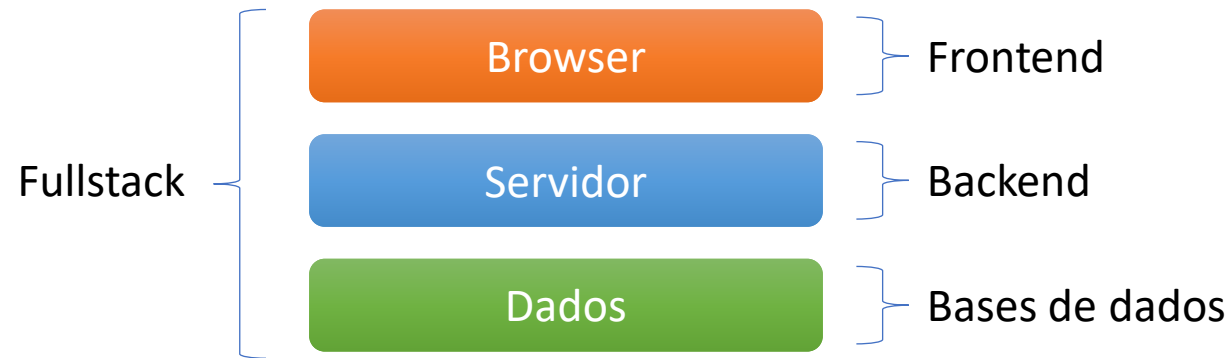 Browser
Frontend
Fullstack
Servidor
Backend
Dados
Bases de dados